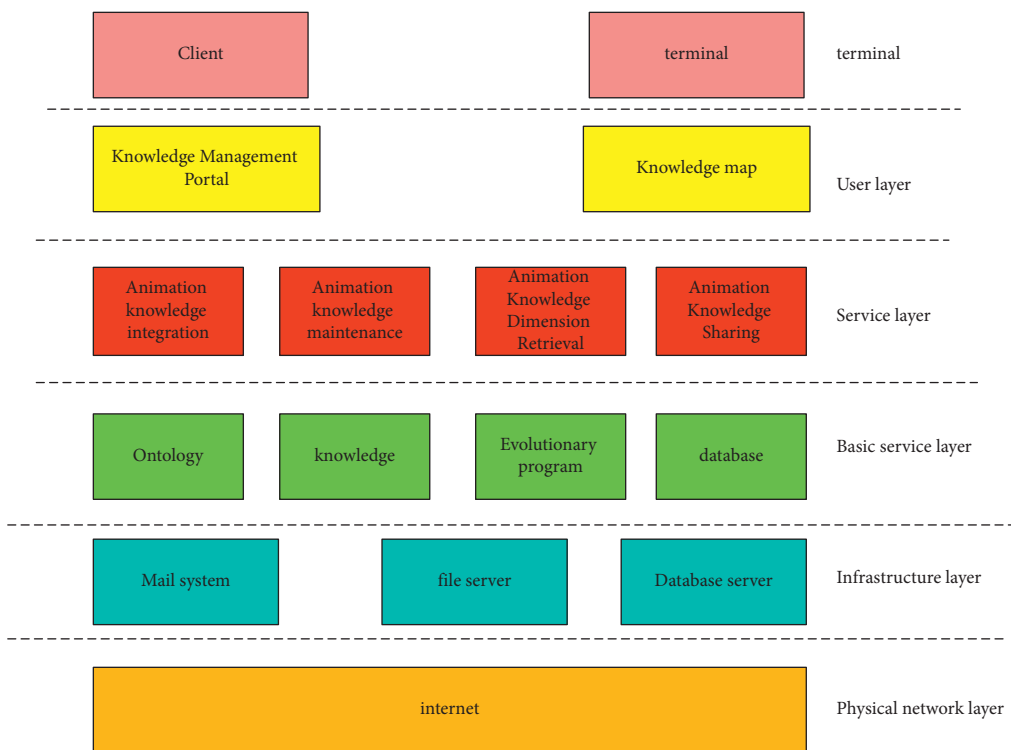 Client
terminal
terminal
Knowledge Management
Portal
Knowledge map
User layer
Animation
knowledge
integration
Animation
knowledge
maintenance
Animation
Knowledge
Dimension
Retrieval
Animation
Knowledge
Sharing
Service layer
Ontology
knowledge
Evolutionary
program
database
Basic service layer
Mail system
file server
Database server
Infrastructure layer
internet
Physical network layer